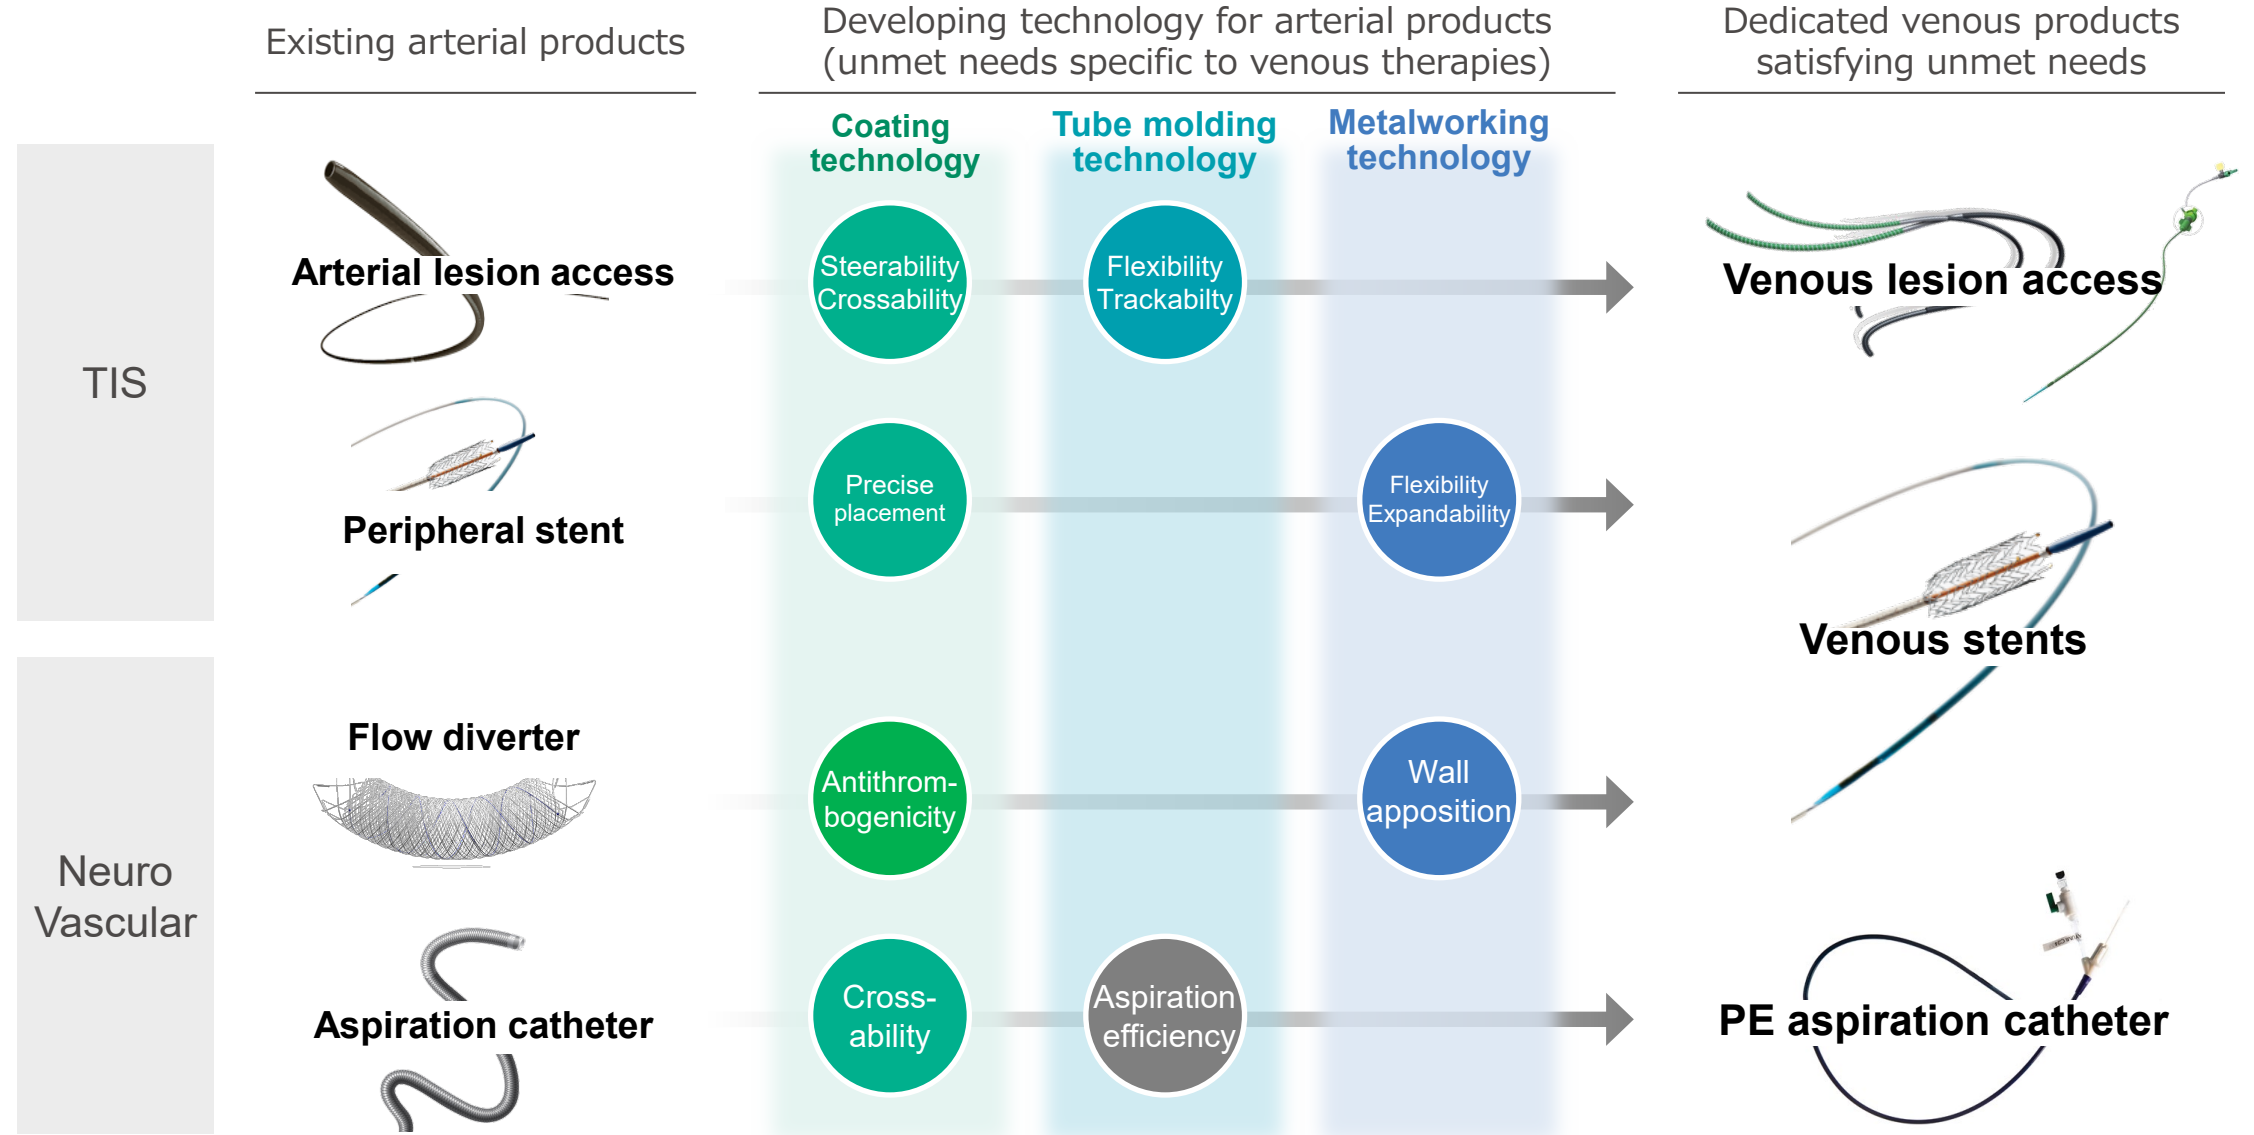 Existing arterial products
Developing technology for arterial products
(unmet needs specific to venous therapies)
Dedicated venous products
satisfying unmet needs
Coating
technology
Tube molding
technology
Metalworking
technology
TIS
Arterial lesion access
Steerability
Crossability
Flexibility
Trackabilty
Venous lesion access
Peripheral stent
Precise
placement
Flexibility
Expandability
Venous stents
Neuro
Vascular
Flow diverter
Antithrom-
bogenicity
Wall
apposition
Aspiration catheter
Cross-
ability
Aspiration
efficiency
PE aspiration catheter